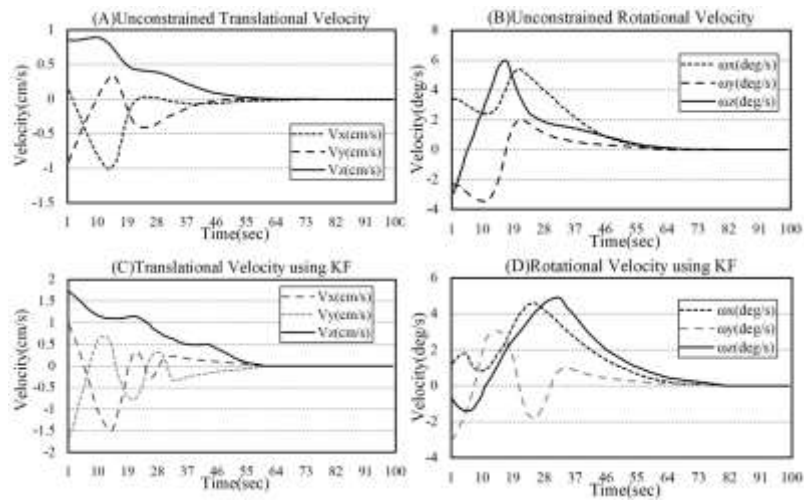 (A)Unconstrained Translational Velocity
Velocity(cm/s)
1
0.5
0
-0.5
-1
-1.5
Vx(cm/s)
Vy(cm/s)
Vz(cm/s)
1 10 19 28 37 46 55 64 73 82 91 100
Time(sec)
(B)Unconstrained Rotational Velocity
Velocity(deg/s)
8
6
4
2
0
-2
-4
ωx(deg/s)
ωy(deg/s)
ωz(deg/s)
1 10 19 28 37 46 55 64 73 82 91 100
Time(sec)
(C)Translational Velocity using KF
Velocity(cm/s)
2
1.5
1
0.5
0
-0.5
-1
-1.5
-2
Vx(cm/s)
Vy(cm/s)
Vz(cm/s)
1 10 19 28 37 46 55 64 73 82 91 100
Time(sec)
(D)Rotational Velocity using KF
Velocity(deg/s)
6
4
2
0
-2
-4
ωx(deg/s)
ωy(deg/s)
ωz(deg/s)
1 10 19 28 37 46 55 64 73 82 91 100
Time(sec)